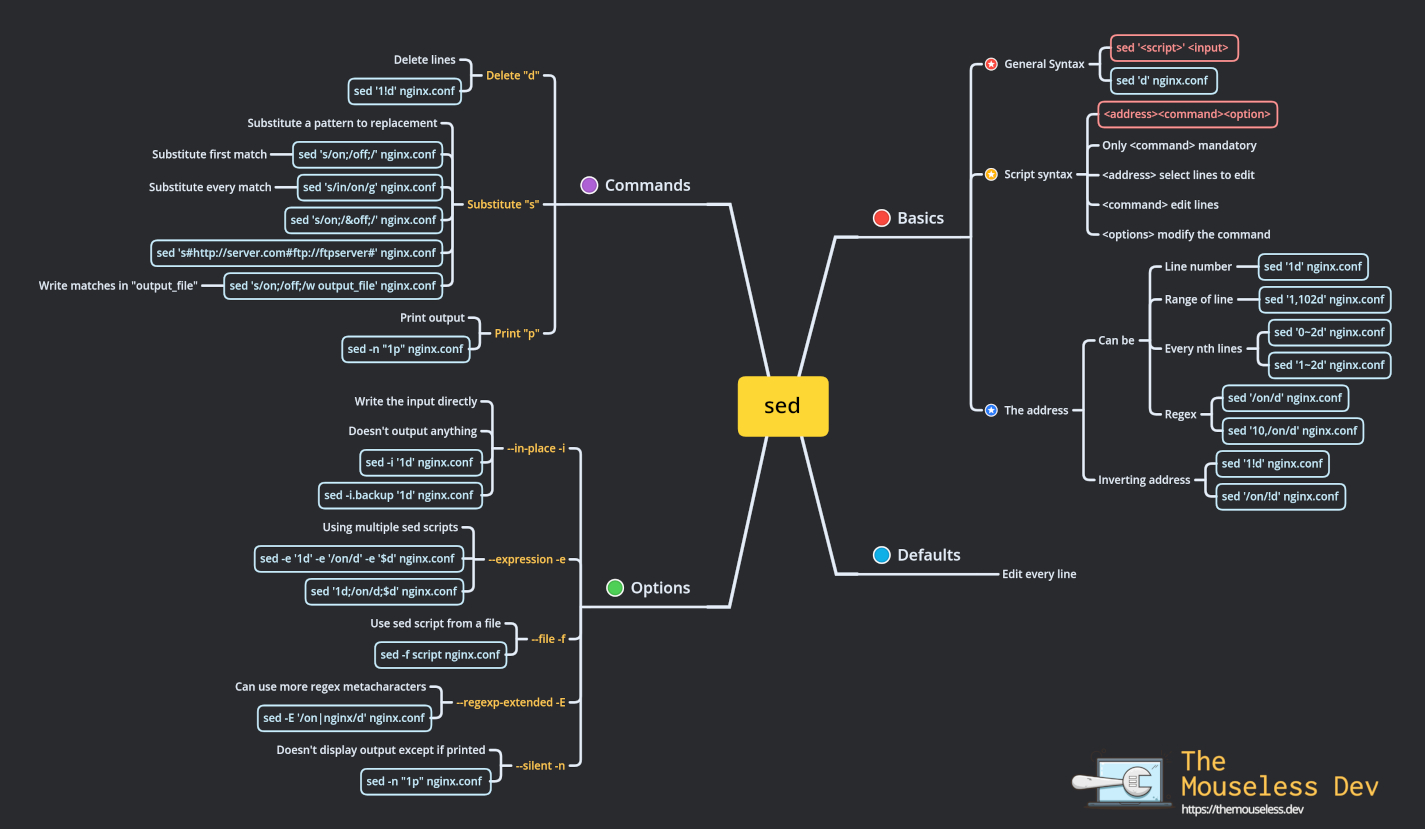 sed
Commands
Delete "d"
Delete lines
sed '1!d' nginx.conf
Substitute "s"
Substitute a pattern to replacement
Substitute first match
sed 's/on;/off;/' nginx.conf
Substitute every match
sed 's/in/on/g' nginx.conf
sed 's/on;/&off;/' nginx.conf
sed 's#http://server.com#ftp://ftpserver#' nginx.conf
Write matches in "output_file"
sed 's/on;/off;/w output_file' nginx.conf
Print "p"
Print output
sed -n "1p" nginx.conf
Options
--in-place -i
Write the input directly
Doesn't output anything
sed -i '1d' nginx.conf
sed -i.backup '1d' nginx.conf
--expression -e
Using multiple sed scripts
sed -e '1d' -e '/on/d' -e '$d' nginx.conf
sed '1d;/on/d;$d' nginx.conf
--file -f
Use sed script from a file
sed -f script nginx.conf
--regexp-extended -E
Can use more regex metacharacters
sed -E '/on|nginx/d' nginx.conf
--silent -n
Doesn't display output except if printed
sed -n "1p" nginx.conf
Basics
General Syntax
sed '<script>' <input>
sed 'd' nginx.conf
Script syntax
<address><command><option>
Only <command> mandatory
<address> select lines to edit
<command> edit lines
<options> modify the command
The address
Can be
Line number
sed '1d' nginx.conf
Range of line
sed '1,102d' nginx.conf
Every nth lines
sed '0~2d' nginx.conf
sed '1~2d' nginx.conf
Regex
sed '/on/d' nginx.conf
sed '10,/on/d' nginx.conf
Inverting address
sed '1!d' nginx.conf
sed '/on/!d' nginx.conf
Defaults
Edit every line
The
Mouseless Dev
https://themouseless.dev